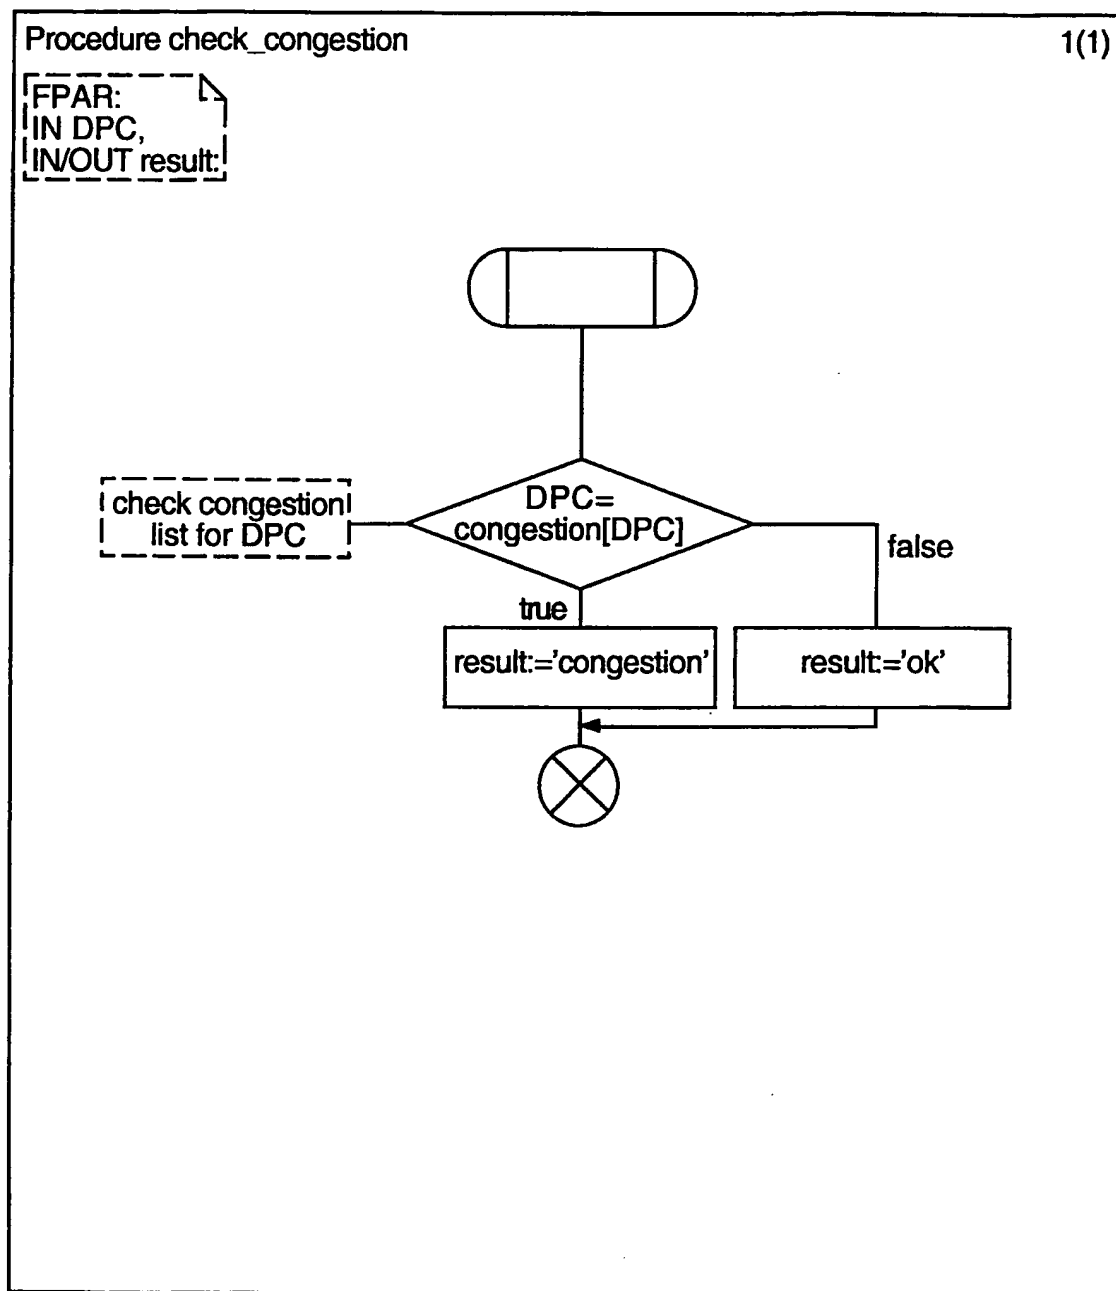 Procedure check_congestion
1(1)
FPAR:
IN DPC,
IN/OUT result:
DPC=
congestion[DPC]
check congestion
list for DPC
false
true
result:='congestion'
result:='ok'